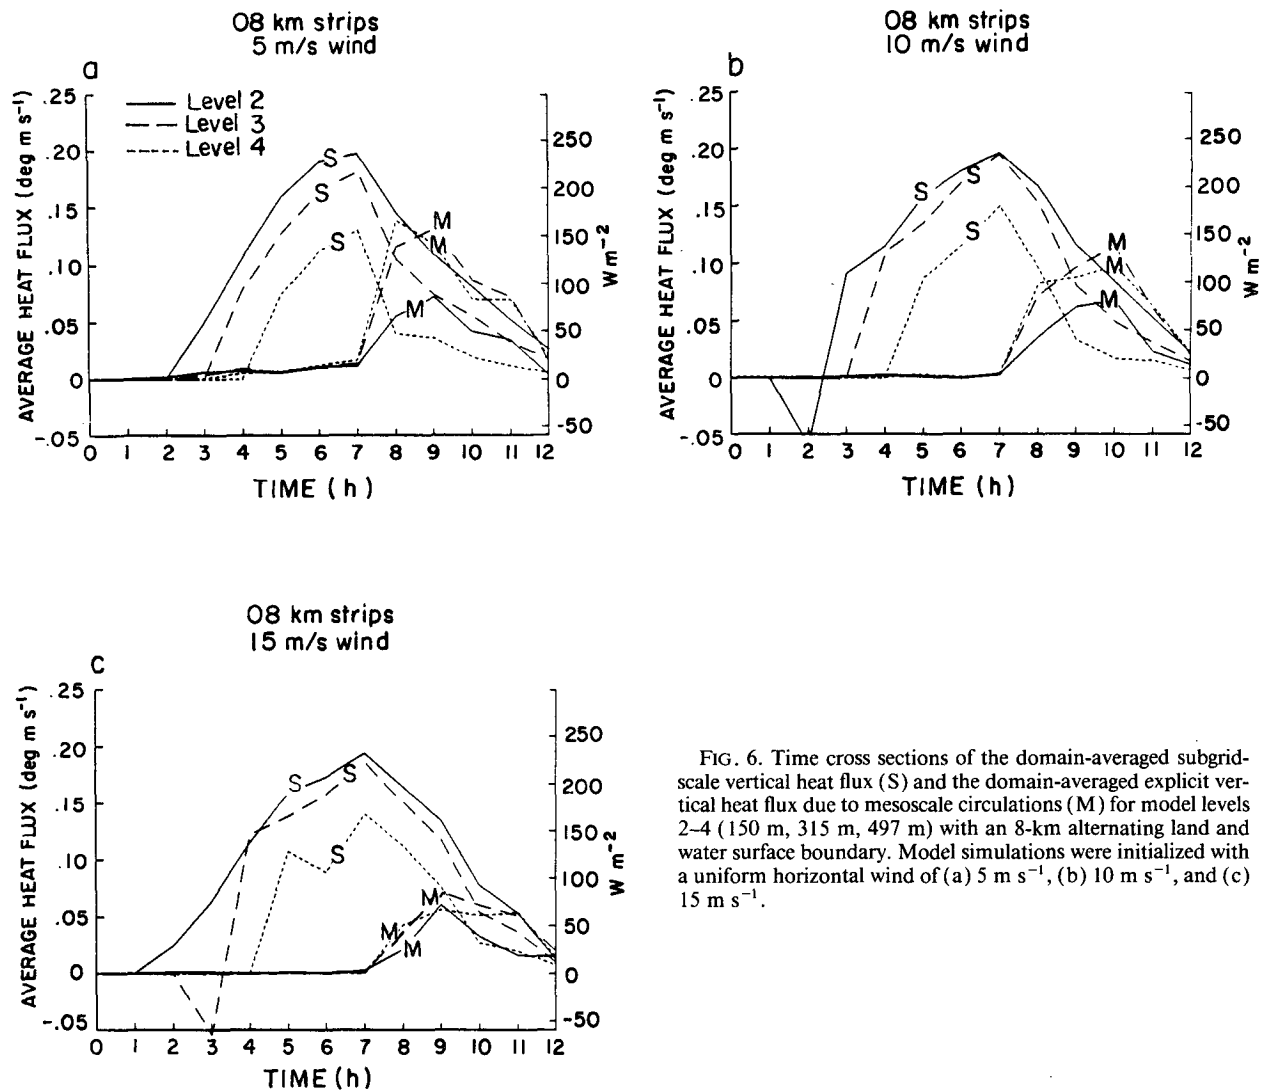 08 km strips
5 m/s wind
a
Level 2
Level 3
Level 4
AVERAGE HEAT FLUX (deg m s⁻¹)
.25
.20
.15
.10
.05
0
-.05
S
S
S
M
M
M
250
200
150
100
50
0
-50
W m⁻²
0 1 2 3 4 5 6 7 8 9 10 11 12
TIME (h)
08 km strips
10 m/s wind
b
AVERAGE HEAT FLUX (deg m s⁻¹)
.25
.20
.15
.10
.05
0
-.05
S
S
S
M
M
M
250
200
150
100
50
0
-50
W m⁻²
0 1 2 3 4 5 6 7 8 9 10 11 12
TIME (h)
08 km strips
15 m/s wind
c
AVERAGE HEAT FLUX (deg m s⁻¹)
.25
.20
.15
.10
.05
0
-.05
S
S
S
M
M
M
250
200
150
100
50
0
-50
W m⁻²
0 1 2 3 4 5 6 7 8 9 10 11 12
TIME (h)
FIG. 6. Time cross sections of the domain-averaged subgrid-
scale vertical heat flux (S) and the domain-averaged explicit ver-
tical heat flux due to mesoscale circulations (M) for model levels
2–4 (150 m, 315 m, 497 m) with an 8-km alternating land and
water surface boundary. Model simulations were initialized with
a uniform horizontal wind of (a) 5 m s⁻¹, (b) 10 m s⁻¹, and (c)
15 m s⁻¹.